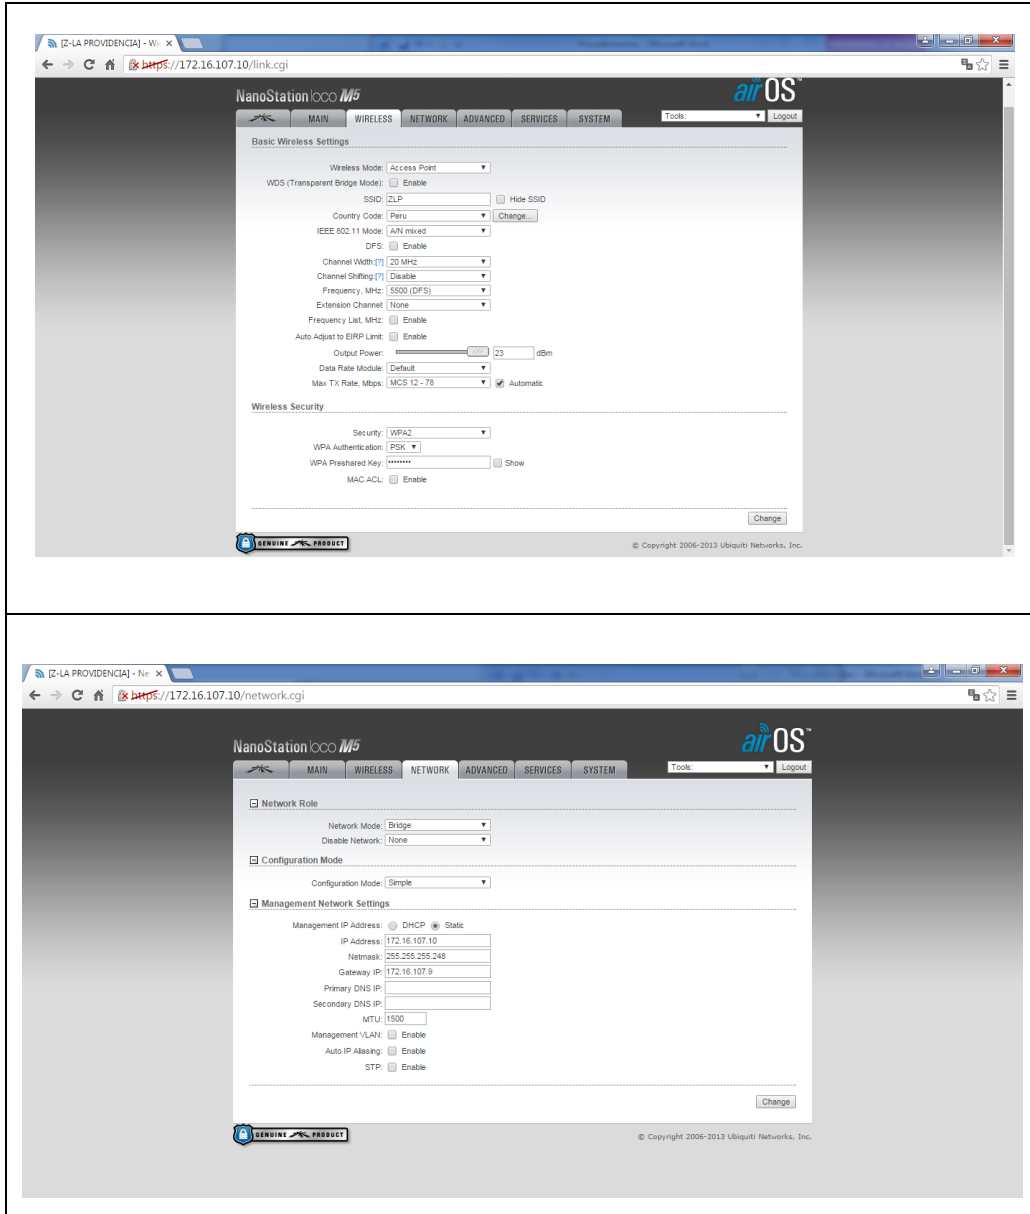 [Z-LA PROVIDENCIA] - Wi
https://172.16.107.10/link.cgi
NanoStation loco M5
airOS™
MAIN WIRELESS NETWORK ADVANCED SERVICES SYSTEM Tools: Logout
Basic Wireless Settings
Wireless Mode: Access Point
WDS (Transparent Bridge Mode): Enable
SSID: ZLP Hide SSID
Country Code: Peru Change...
IEEE 802.11 Mode: A/N mixed
DFS: Enable
Channel Width:[?] 20 MHz
Channel Shifting:[?] Disable
Frequency, MHz: 5500 (DFS)
Extension Channel: None
Frequency List, MHz: Enable
Auto Adjust to EIRP Limit: Enable
Output Power: 23 dBm
Data Rate Module: Default
Max TX Rate, Mbps: MCS 12 - 78 Automatic
Wireless Security
Security: WPA2
WPA Authentication: PSK
WPA Preshared Key: •••••••• Show
MAC ACL: Enable
Change
GENUINE PRODUCT
© Copyright 2006-2013 Ubiquiti Networks, Inc.
[Z-LA PROVIDENCIA] - Ne
https://172.16.107.10/network.cgi
NanoStation loco M5
airOS™
MAIN WIRELESS NETWORK ADVANCED SERVICES SYSTEM Tools: Logout
Network Role
Network Mode: Bridge
Disable Network: None
Configuration Mode
Configuration Mode: Simple
Management Network Settings
Management IP Address: DHCP Static
IP Address: 172.16.107.10
Netmask: 255.255.255.248
Gateway IP: 172.16.107.9
Primary DNS IP:
Secondary DNS IP:
MTU: 1500
Management VLAN: Enable
Auto IP Aliasing: Enable
STP: Enable
Change
GENUINE PRODUCT
© Copyright 2006-2013 Ubiquiti Networks, Inc.